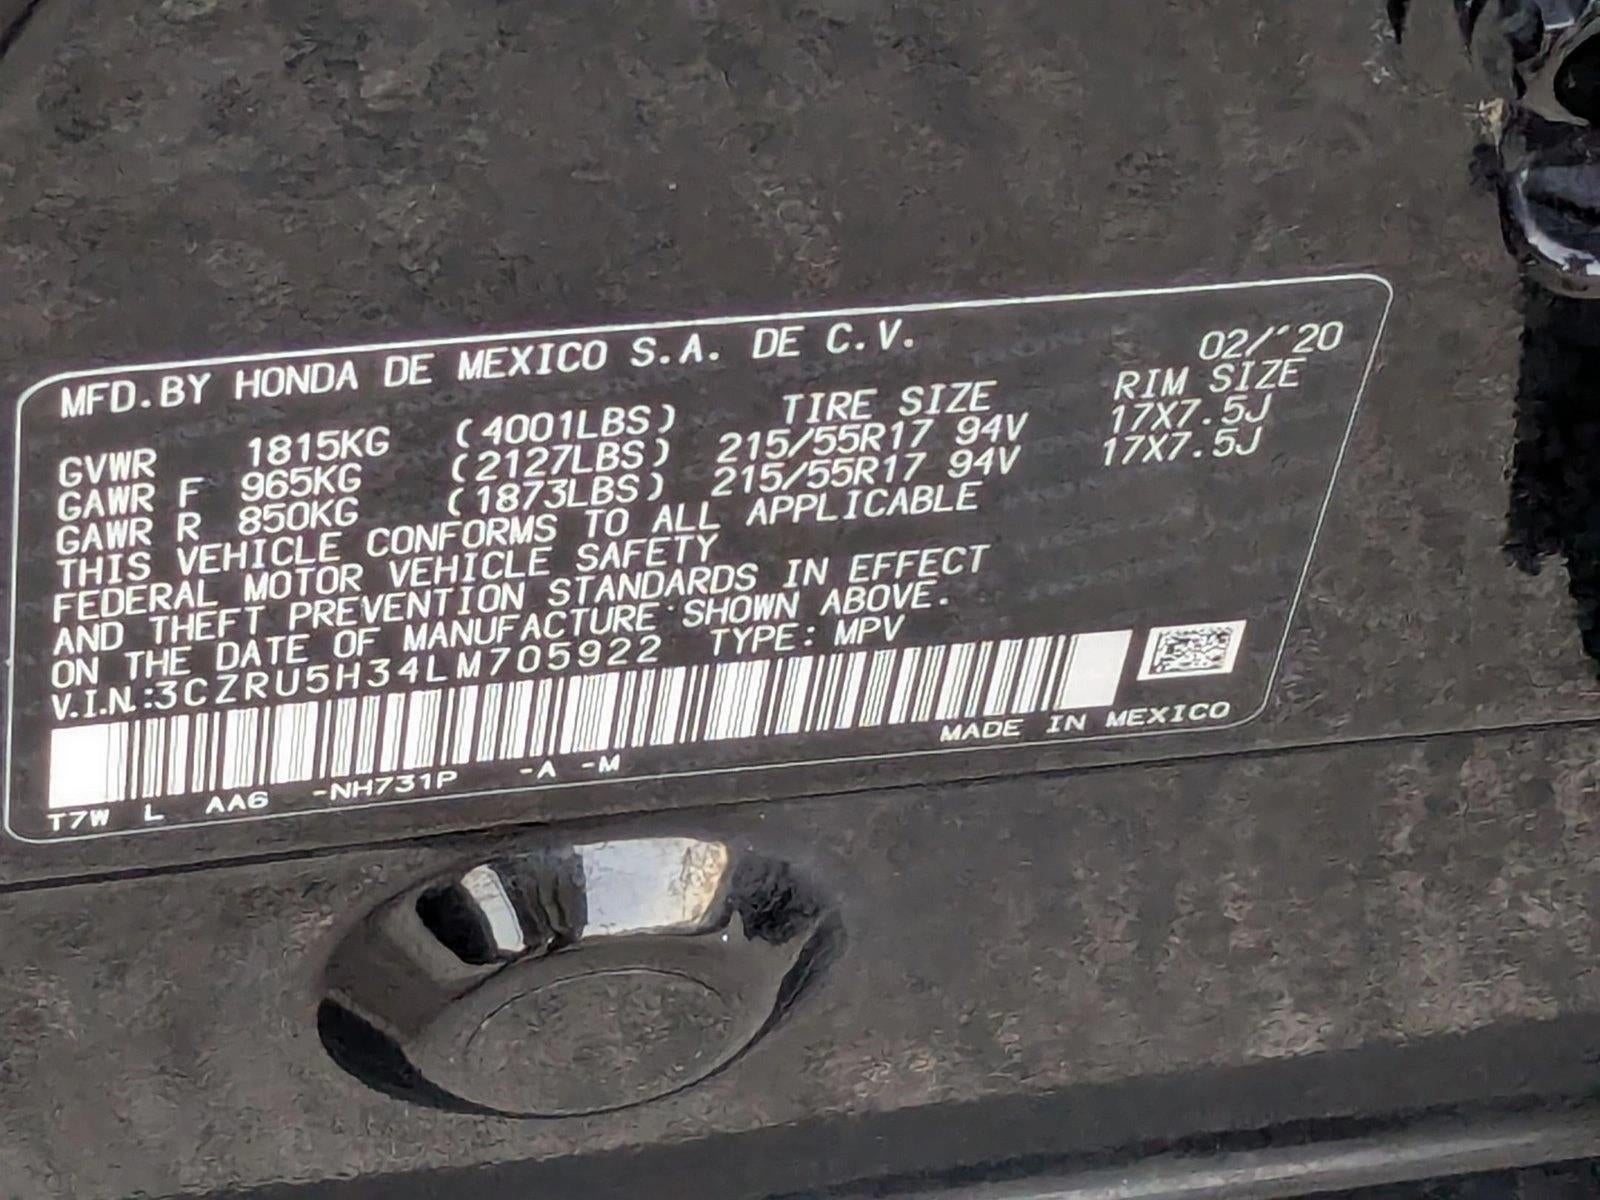 MFD.BY HONDA DE MEXICO S.A. DE C.V. 02/'20
TIRE SIZE RIM SIZE
GVWR 1815KG (4001LBS)
GAWR F 965KG (2127LBS) 215/55R17 94V 17X7.5J
GAWR R 850KG (1873LBS) 215/55R17 94V 17X7.5J
THIS VEHICLE CONFORMS TO ALL APPLICABLE
FEDERAL MOTOR VEHICLE SAFETY
AND THEFT PREVENTION STANDARDS IN EFFECT
ON THE DATE OF MANUFACTURE SHOWN ABOVE.
V.I.N.:3CZRU5H34LM705922 TYPE: MPV
MADE IN MEXICO
T7W L AA6 -NH731P -A -M